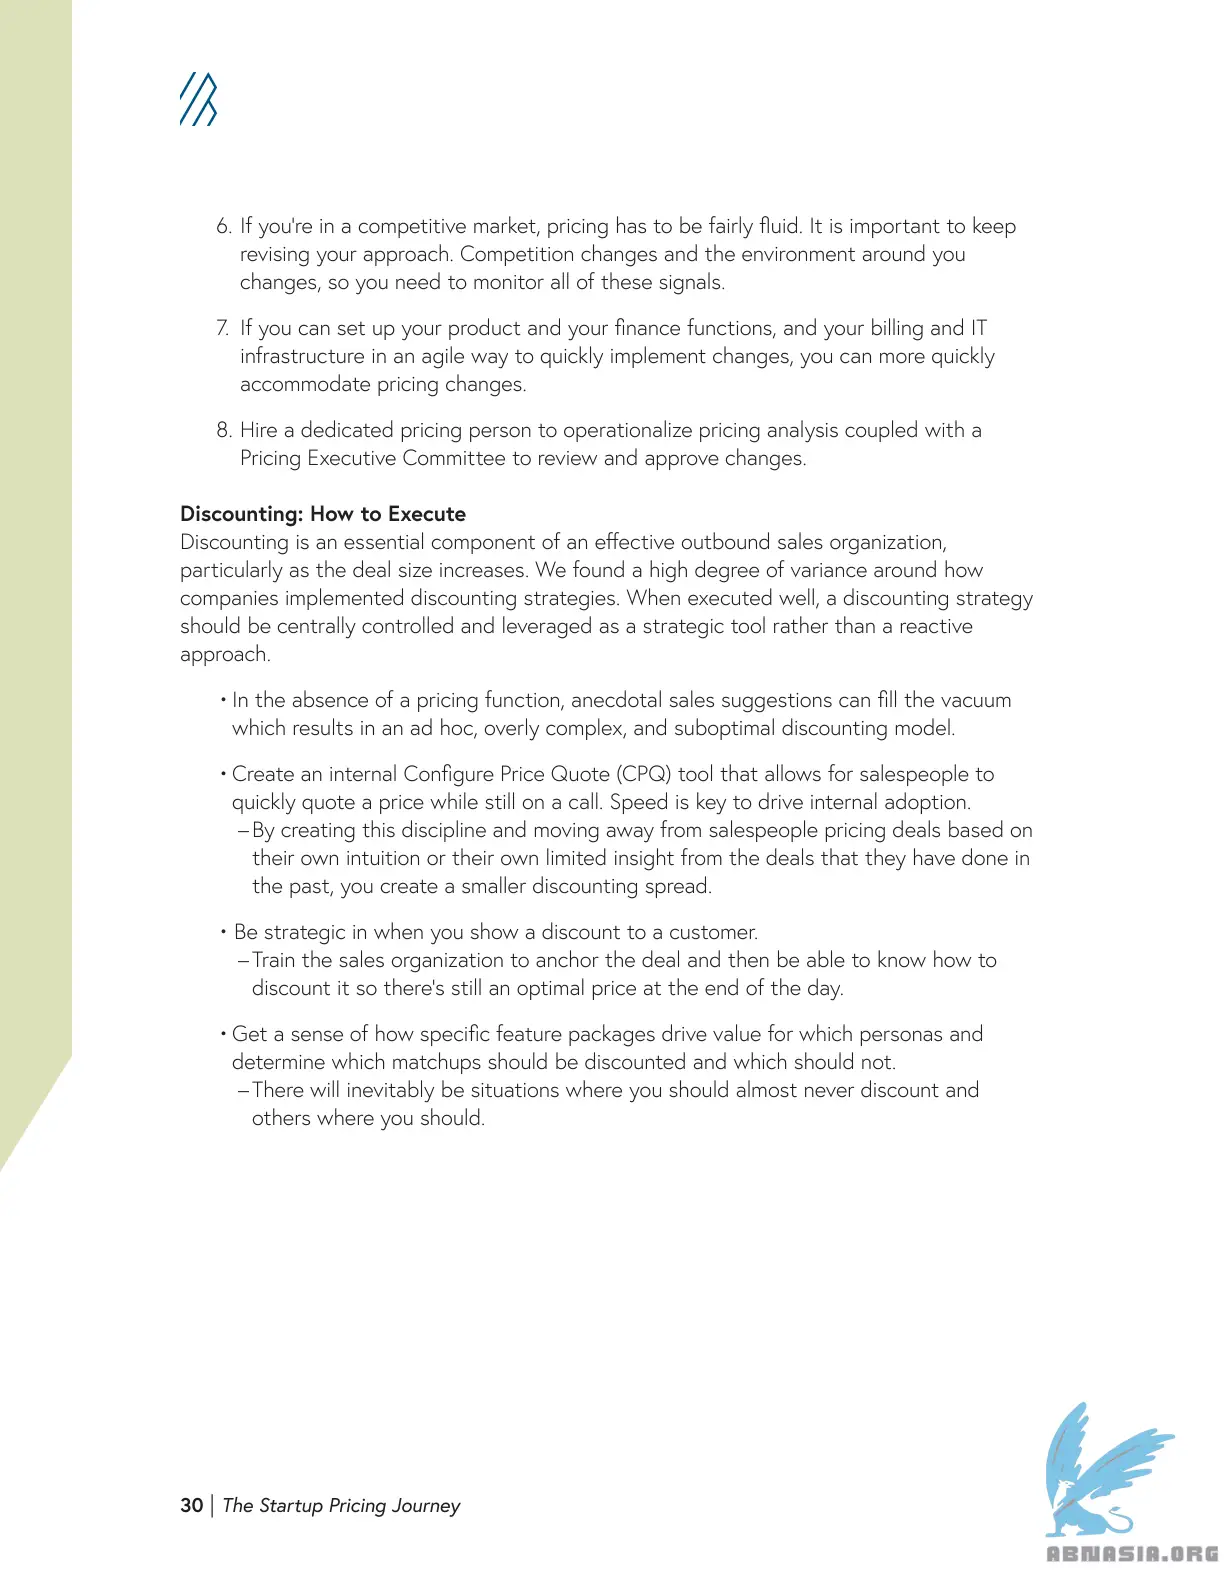 6. If you're in a competitive market, pricing has to be fairly fluid. It is important to keep
revising your approach. Competition changes and the environment around you
changes, so you need to monitor all of these signals.
7. If you can set up your product and your finance functions, and your billing and IT
infrastructure in an agile way to quickly implement changes, you can more quickly
accommodate pricing changes.
8. Hire a dedicated pricing person to operationalize pricing analysis coupled with a
Pricing Executive Committee to review and approve changes.
Discounting: How to Execute
Discounting is an essential component of an effective outbound sales organization,
particularly as the deal size increases. We found a high degree of variance around how
companies implemented discounting strategies. When executed well, a discounting strategy
should be centrally controlled and leveraged as a strategic tool rather than a reactive
approach.
• In the absence of a pricing function, anecdotal sales suggestions can fill the vacuum
which results in an ad hoc, overly complex, and suboptimal discounting model.
• Create an internal Configure Price Quote (CPQ) tool that allows for salespeople to
quickly quote a price while still on a call. Speed is key to drive internal adoption.
– By creating this discipline and moving away from salespeople pricing deals based on
their own intuition or their own limited insight from the deals that they have done in
the past, you create a smaller discounting spread.
• Be strategic in when you show a discount to a customer.
– Train the sales organization to anchor the deal and then be able to know how to
discount it so there's still an optimal price at the end of the day.
• Get a sense of how specific feature packages drive value for which personas and
determine which matchups should be discounted and which should not.
– There will inevitably be situations where you should almost never discount and
others where you should.
30 | The Startup Pricing Journey
ABNASIA.ORG